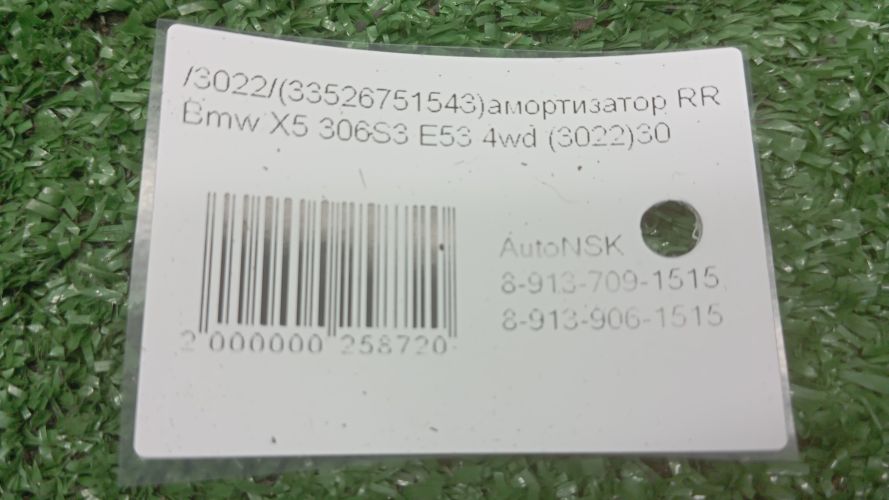 /3022/(33526751543)амортизатор RR
Bmw X5 306S3 E53 4wd (3022)30
AutoNSK
8-913-709-1515,
8-913-906-1515
2 000000 258720